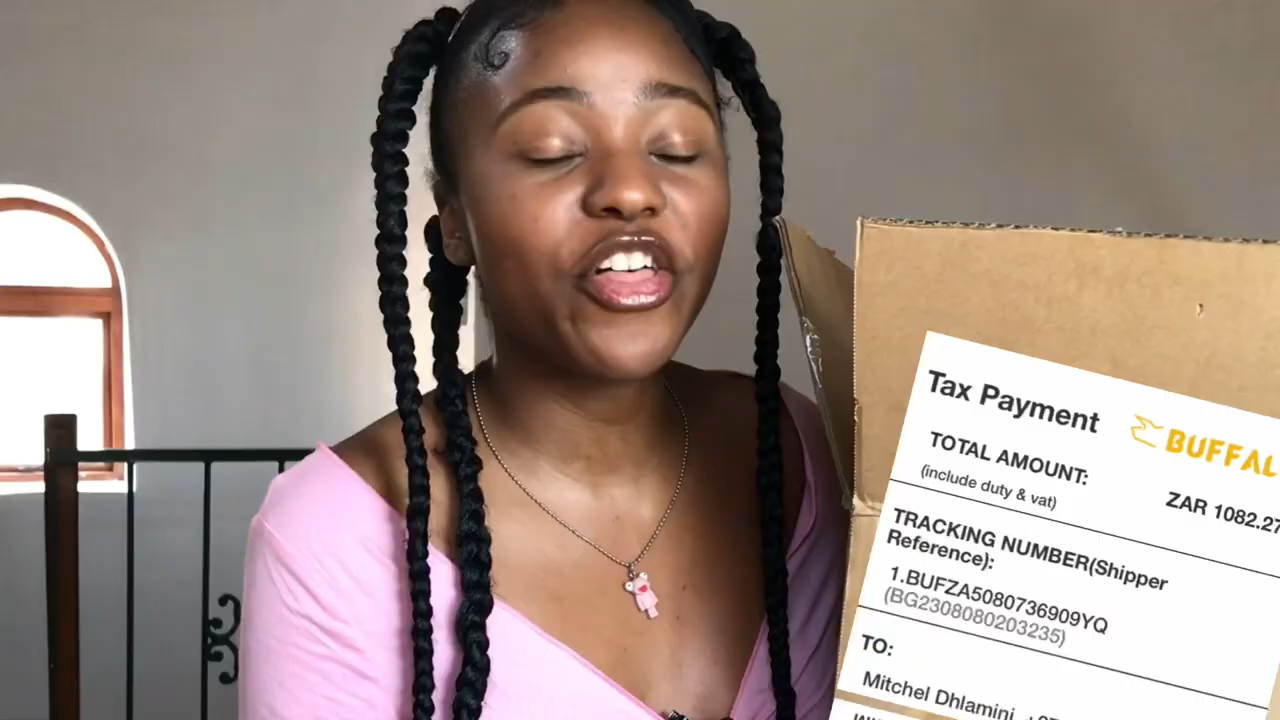 Tax Payment
BUFFAL
TOTAL AMOUNT:
(include duty & vat)
ZAR 1082.27
TRACKING NUMBER(Shipper
Reference):
1.BUFZA5080736909YQ
(BG2308080203235)
TO:
Mitchel Dhlamini